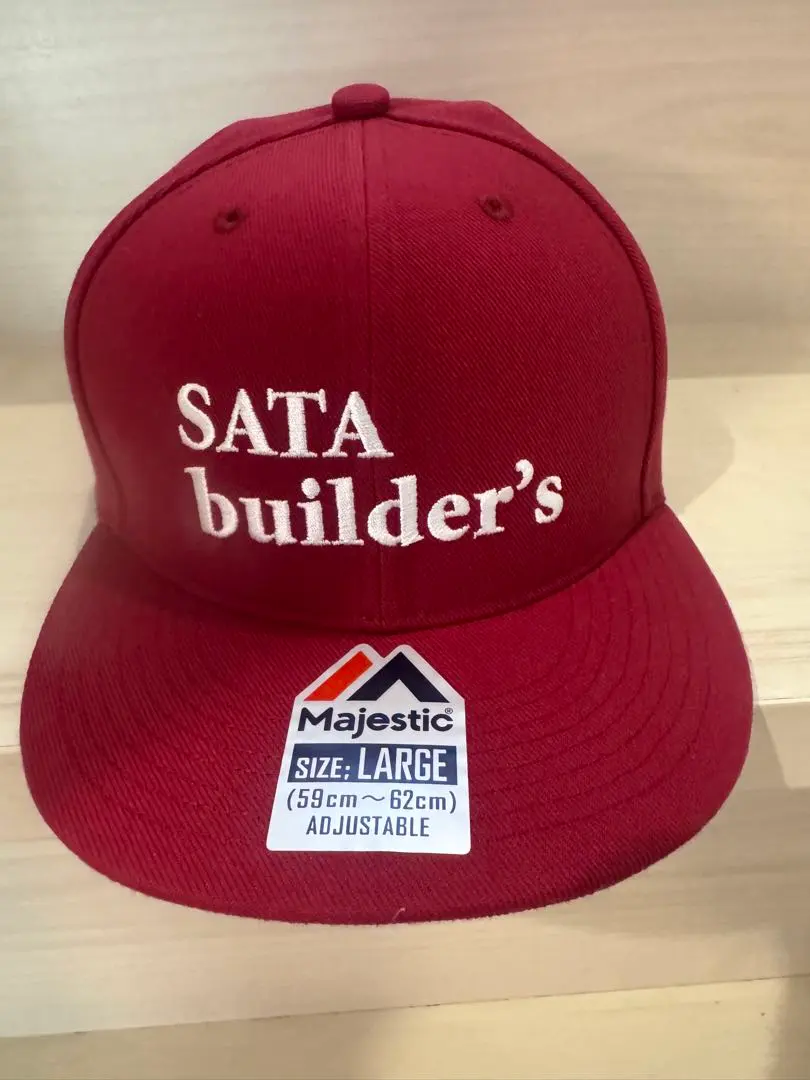 SATA
builder’s
Majestic®
SIZE; LARGE
(59cm～62cm)
ADJUSTABLE